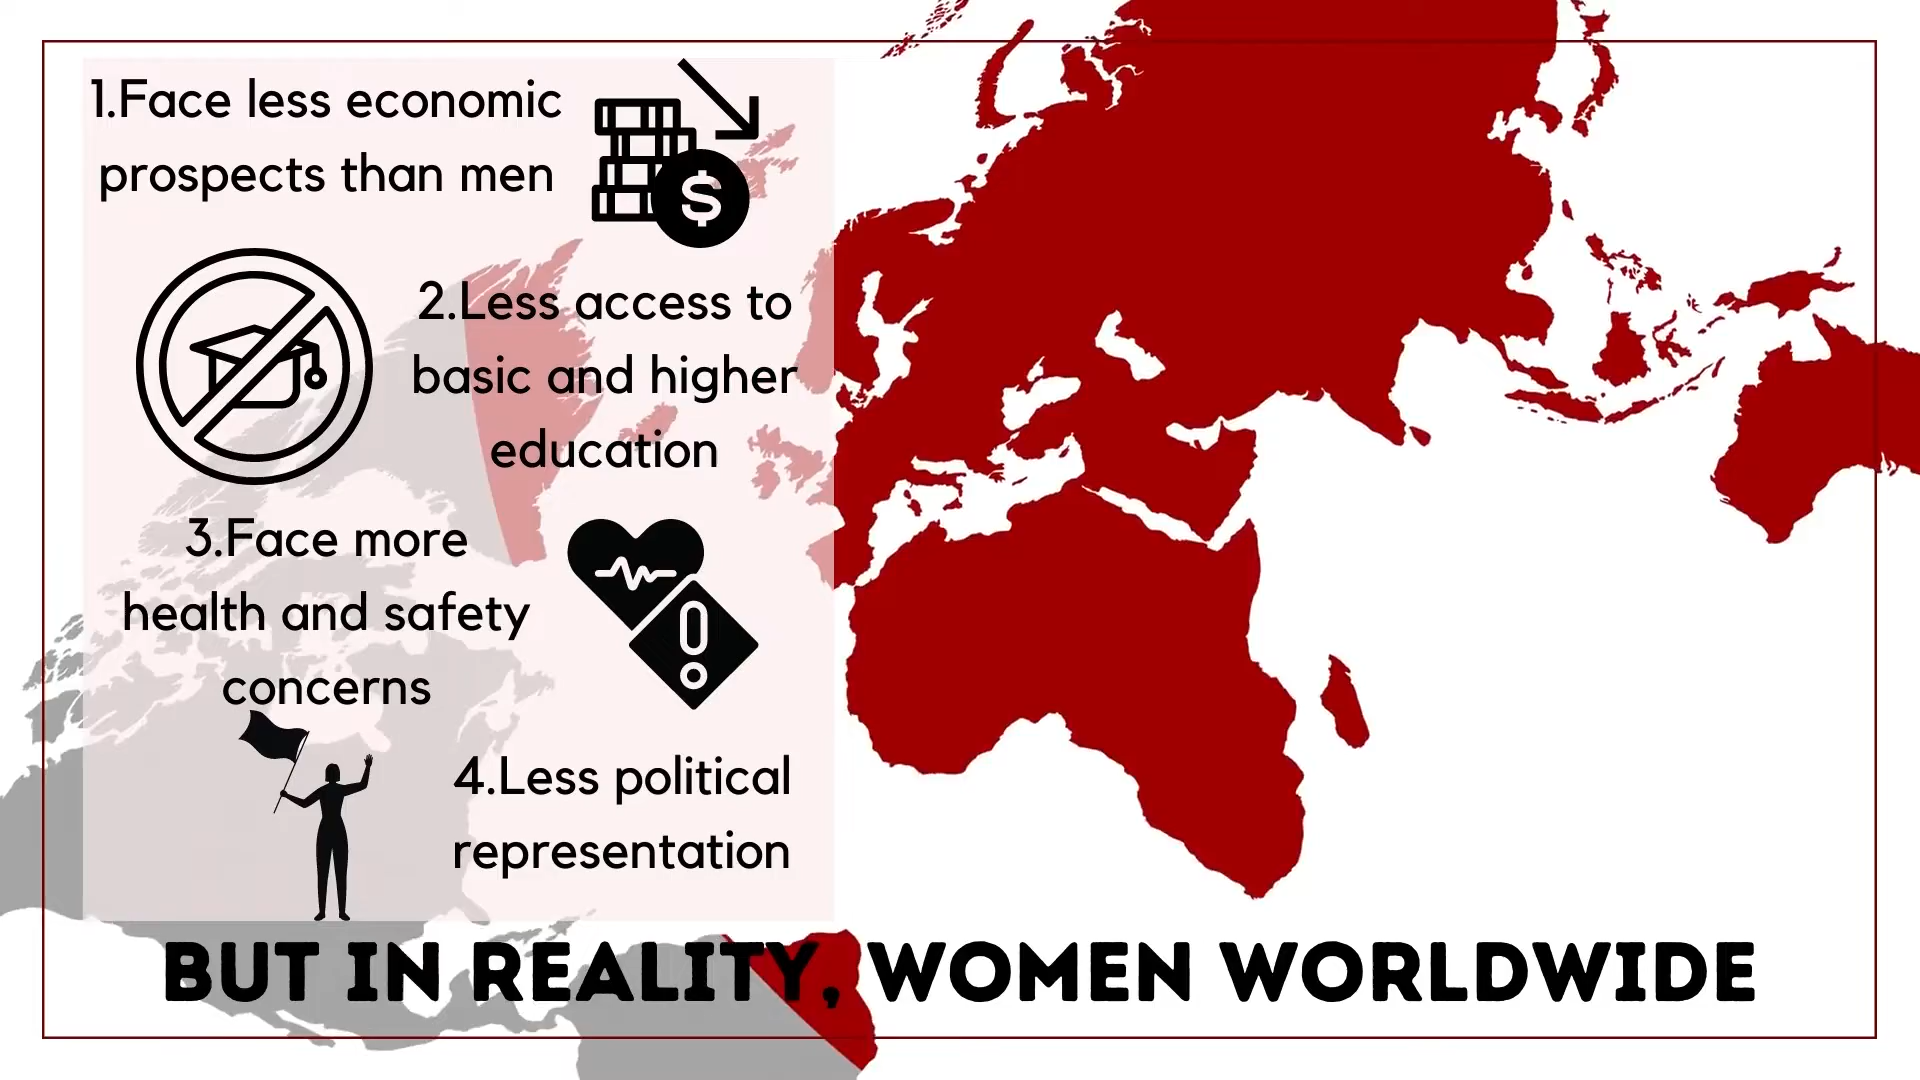 1.Face less economic
prospects than men
$
2.Less access to
basic and higher
education
3.Face more
health and safety
concerns
4.Less political
representation
BUT IN REALITY, WOMEN WORLDWIDE